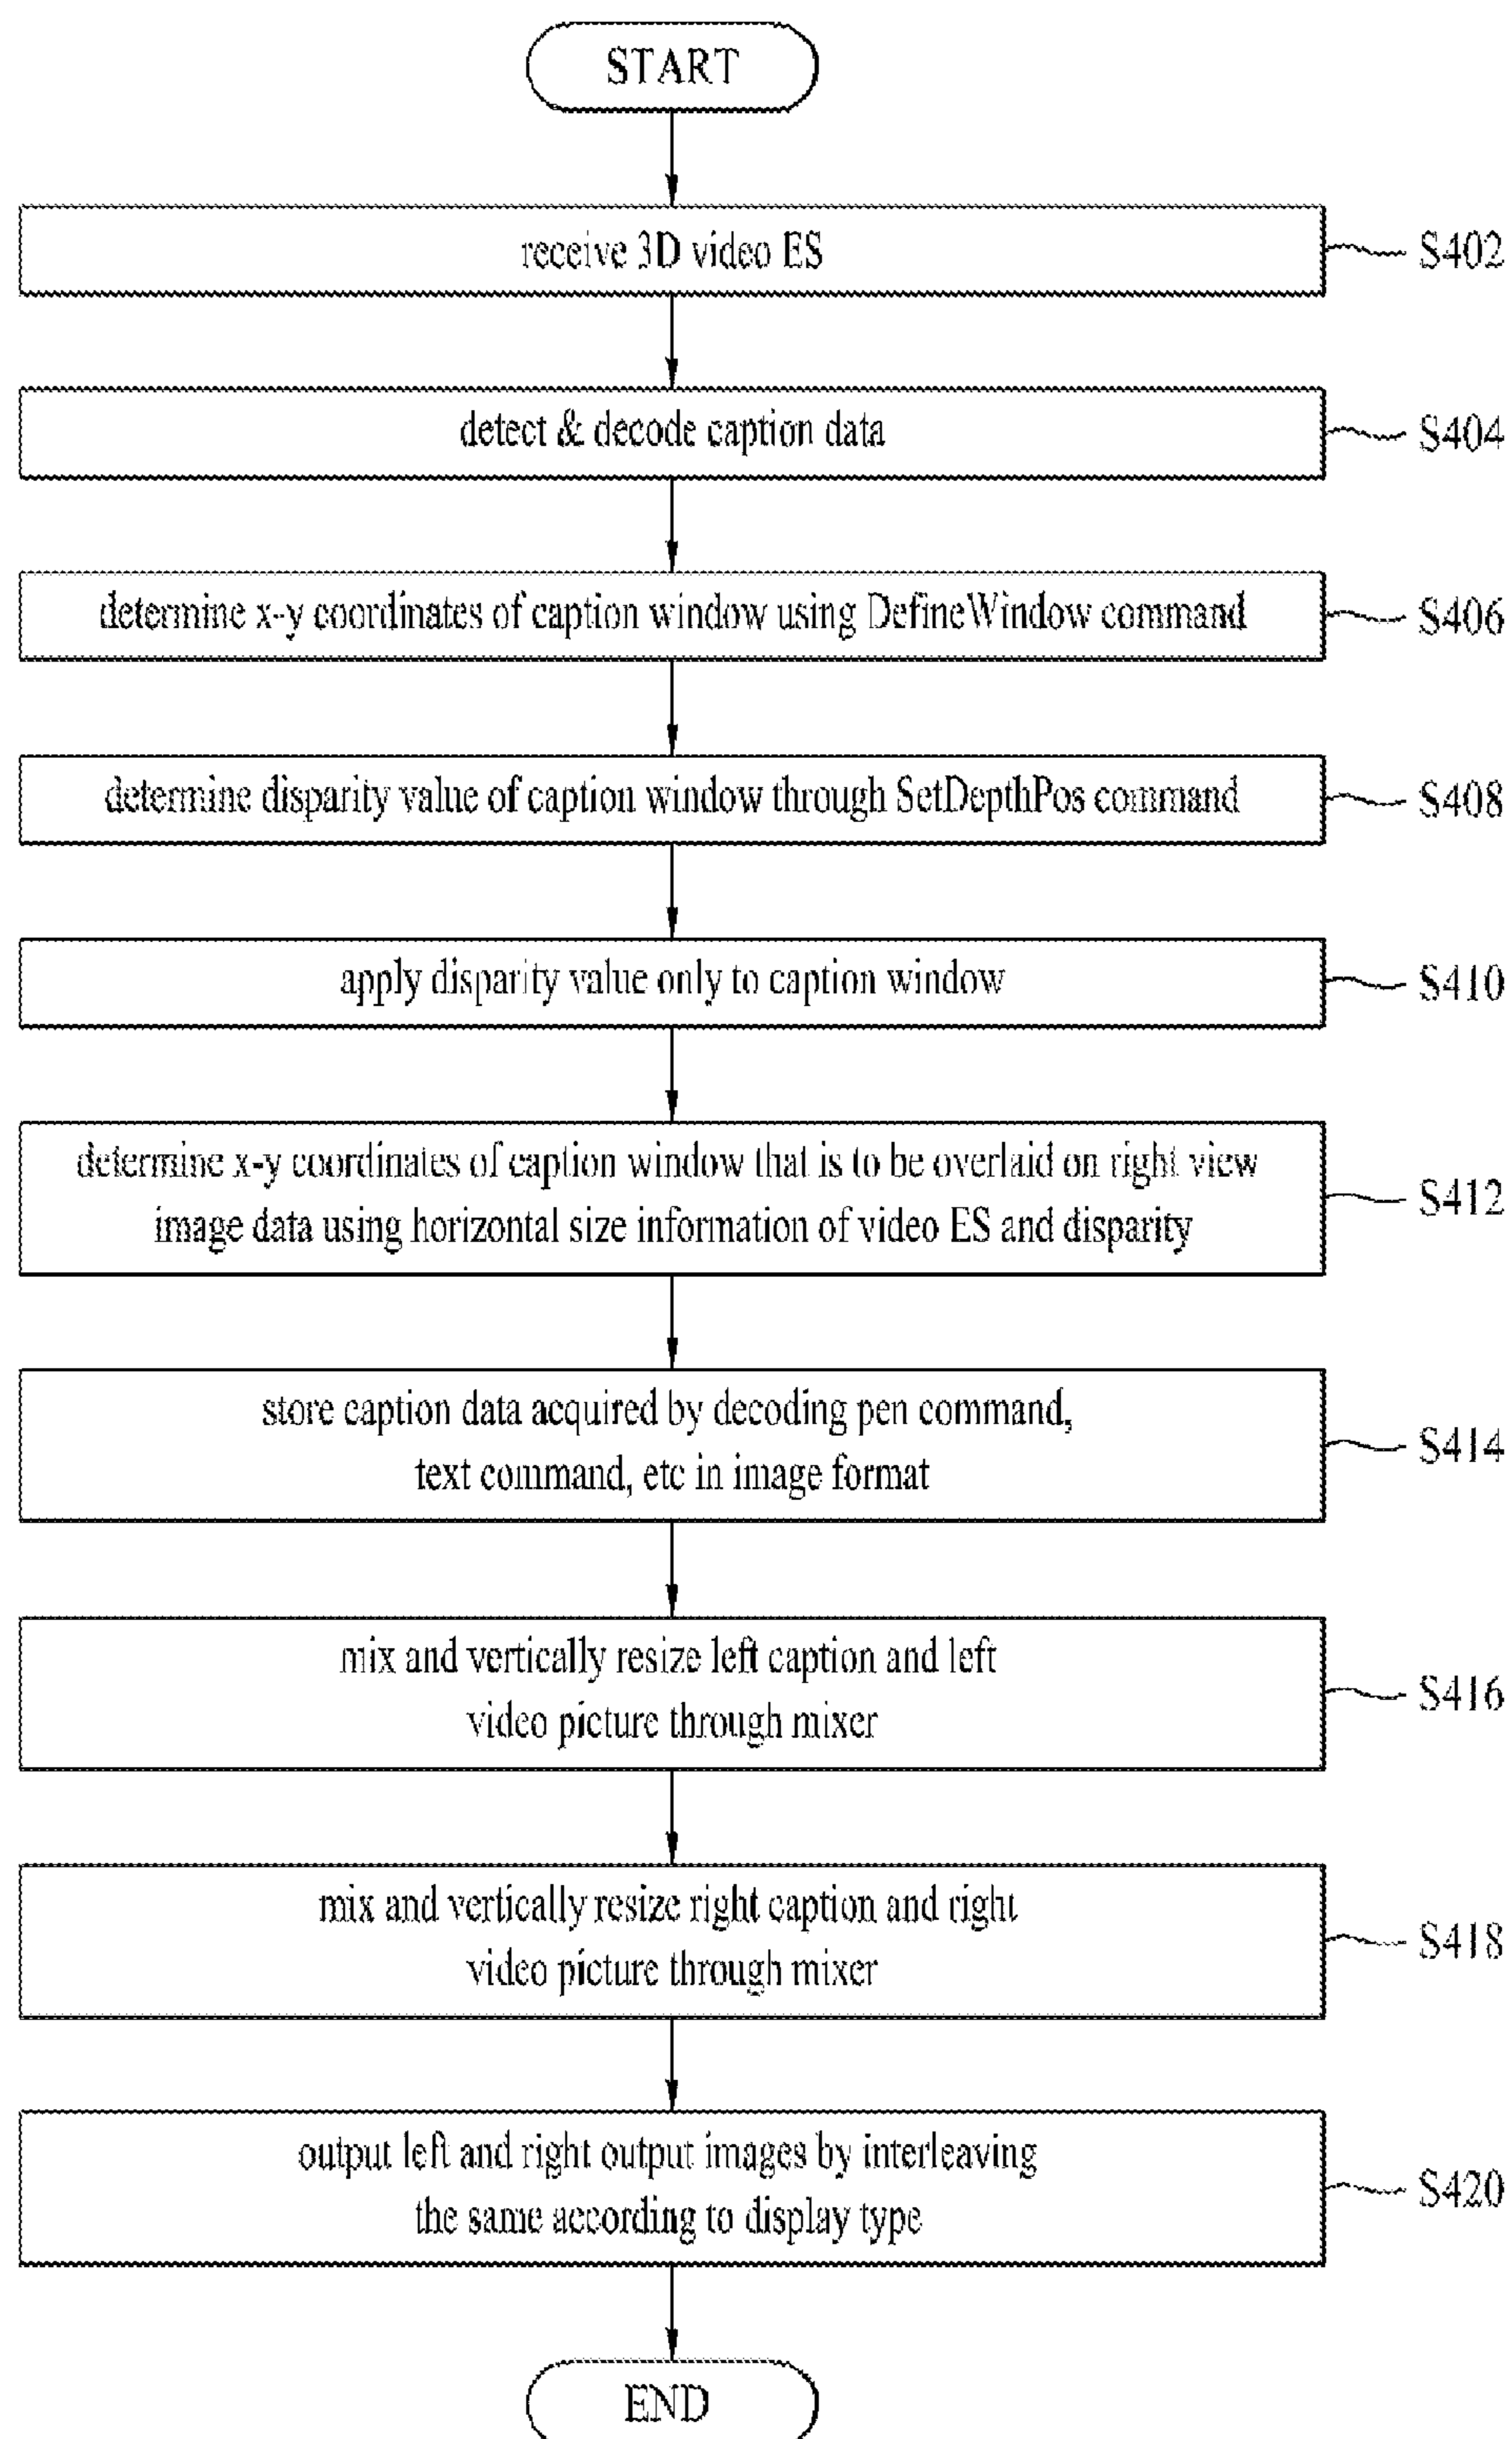 START
receive 3D video ES
S402
detect & decode caption data
S404
determine x-y coordinates of caption window using DefineWindow command
S406
determine disparity value of caption window through SetDepthPos command
S408
apply disparity value only to caption window
S410
determine x-y coordinates of caption window that is to be overlaid on right view
image data using horizontal size information of video ES and disparity
S412
store caption data acquired by decoding pen command,
text command, etc in image format
S414
mix and vertically resize left caption and left
video picture through mixer
S416
mix and vertically resize right caption and right
video picture through mixer
S418
output left and right output images by interleaving
the same according to display type
S420
END